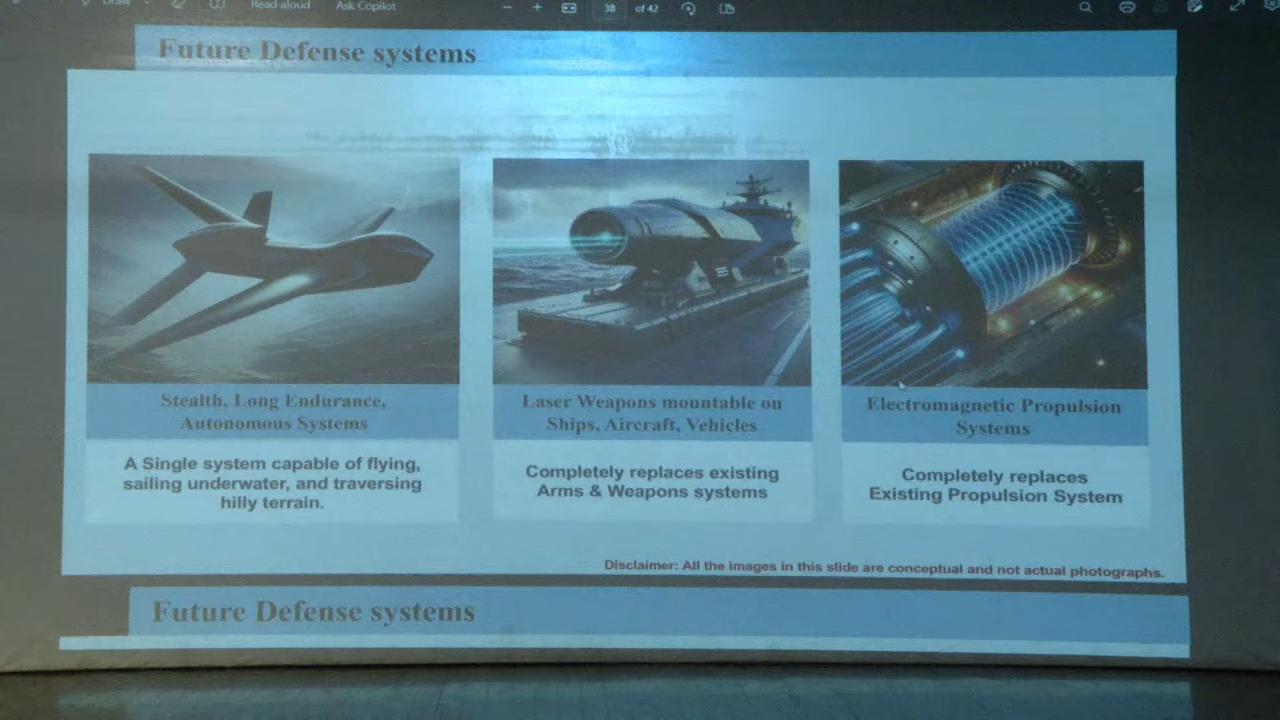 Draw
Read aloud
Ask Copilot
38
of 42
Future Defense systems
Stealth, Long Endurance,
Autonomous Systems
A Single system capable of flying,
sailing underwater, and traversing
hilly terrain.
Laser Weapons mountable on
Ships, Aircraft, Vehicles
Completely replaces existing
Arms & Weapons systems
Electromagnetic Propulsion
Systems
Completely replaces
Existing Propulsion System
Disclaimer: All the images in this slide are conceptual and not actual photographs.
Future Defense systems